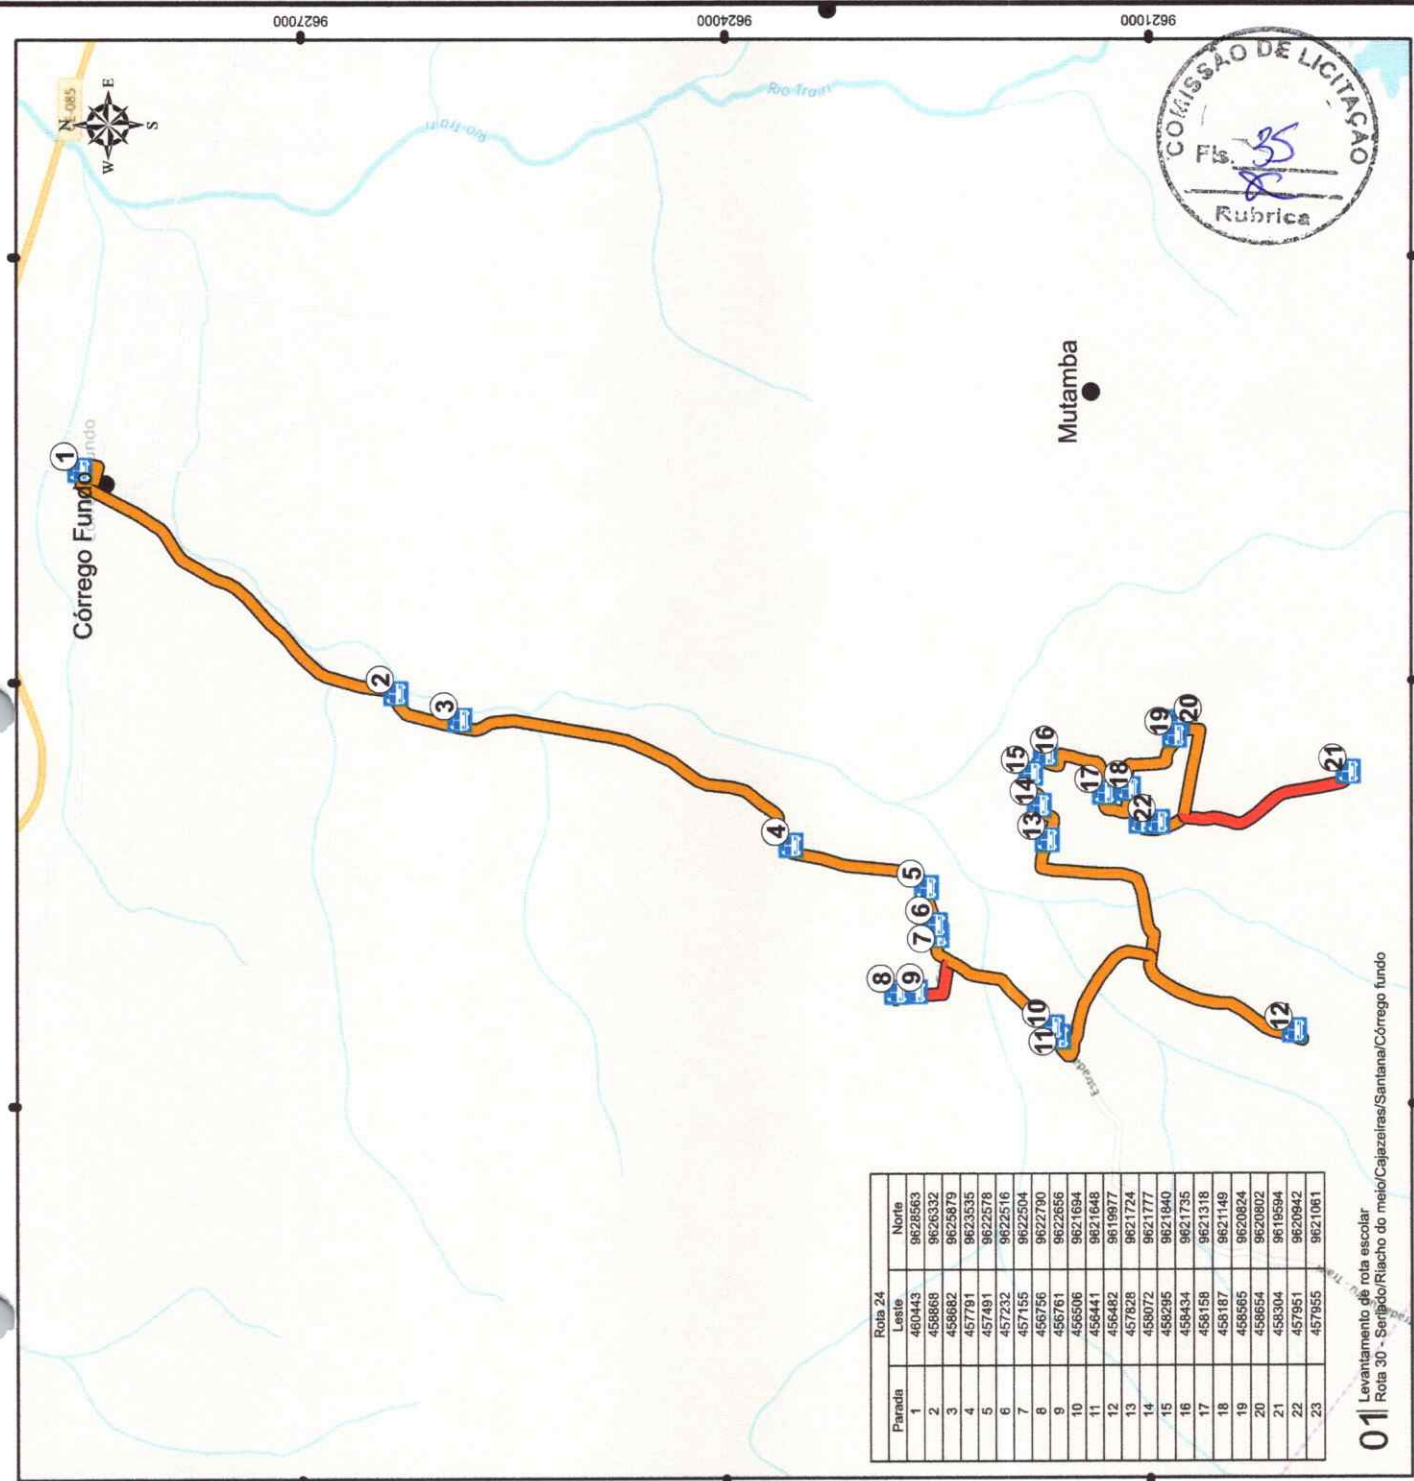 9627000
9624000
9621000
N
E
S
W
-085
Rio Trairi
Rio Trairi
COMISSÃO DE LICITAÇÃO
Fls. 35
Rubrica
Córrego Fundo
Mutamba
1
2
3
4
5
6
7
8
9
10
11
12
13
14
15
16
17
18
19
20
21
22
Estrada
Rota 24
Parada Leste Norte
1 460443 9628563
2 458868 9626332
3 458682 9625879
4 457791 9623535
5 457491 9622578
6 457232 9622516
7 457155 9622504
8 456756 9622790
9 456761 9622656
10 456506 9621694
11 456441 9621648
12 456482 9619977
13 457828 9621724
14 458072 9621777
15 458295 9621840
16 458434 9621735
17 458158 9621318
18 458187 9621149
19 458565 9620824
20 458654 9620802
21 458304 9619594
22 457951 9620942
23 457955 9621061
01 Levantamento de rota escolar
Rota 30 - Serrado/Riacho do meio/Cajazeiras/Santana/Córrego fundo